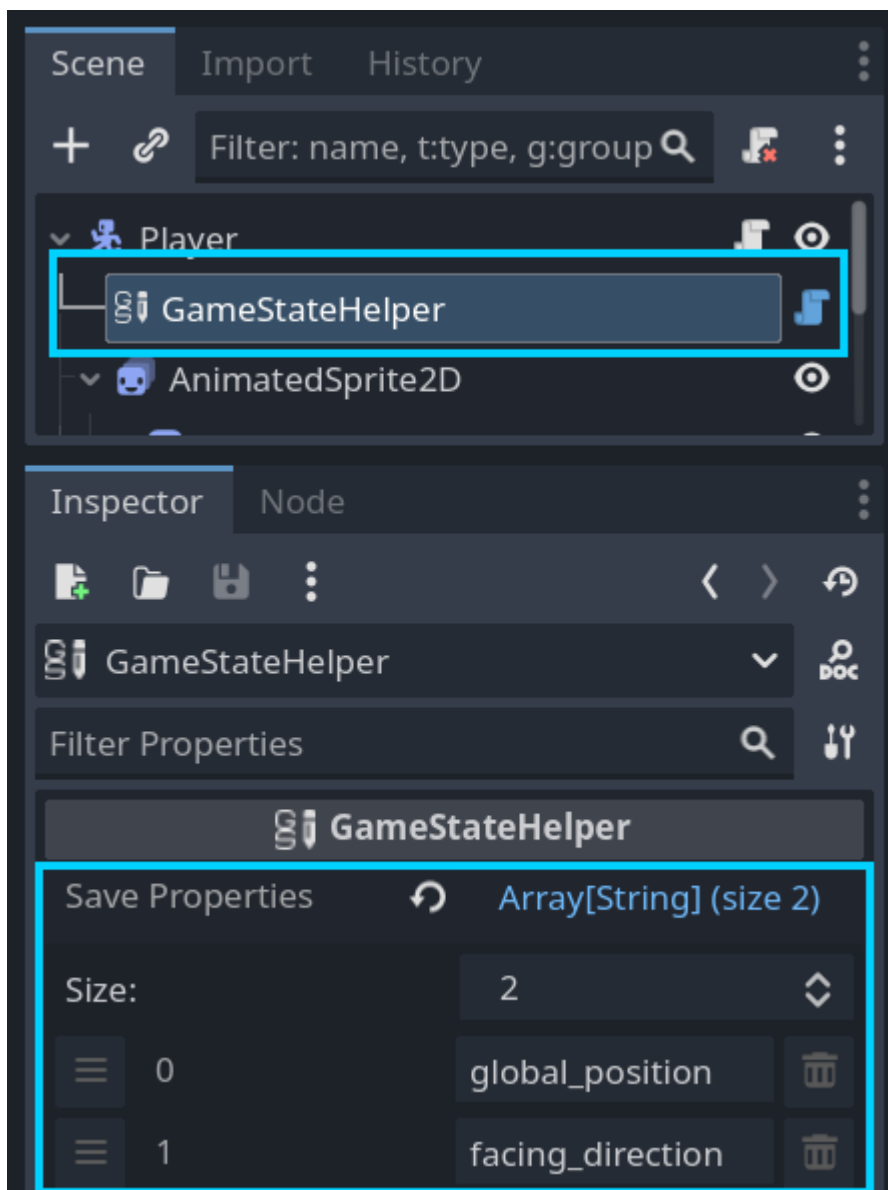 Scene Import History
Filter: name, t:type, g:group
Player
GameStateHelper
AnimatedSprite2D
Inspector Node
GameStateHelper
DOC
Filter Properties
GameStateHelper
Save Properties Array[String] (size 2)
Size: 2
0 global_position
1 facing_direction